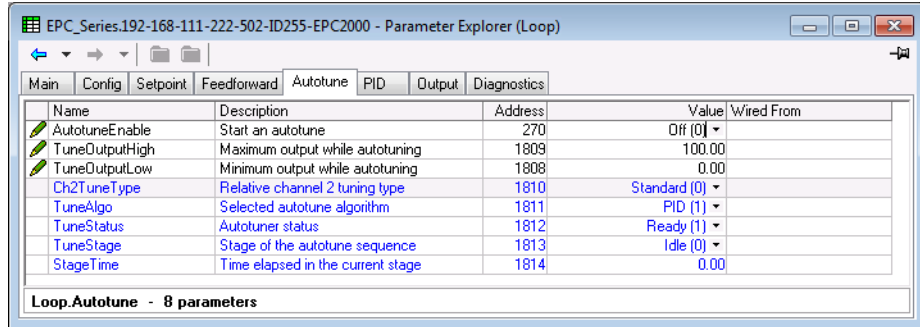 EPC_Series.192-168-111-222-502-ID255-EPC2000 - Parameter Explorer (Loop)
Main Config Setpoint Feedforward Autotune PID Output Diagnostics
Name Description Address Value Wired From
AutotuneEnable Start an autotune 270 Off (0)
TuneOutputHigh Maximum output while autotuning 1809 100.00
TuneOutputLow Minimum output while autotuning 1808 0.00
Ch2TuneType Relative channel 2 tuning type 1810 Standard (0)
TuneAlgo Selected autotune algorithm 1811 PID (1)
TuneStatus Autotuner status 1812 Ready (1)
TuneStage Stage of the autotune sequence 1813 Idle (0)
StageTime Time elapsed in the current stage 1814 0.00
Loop.Autotune - 8 parameters